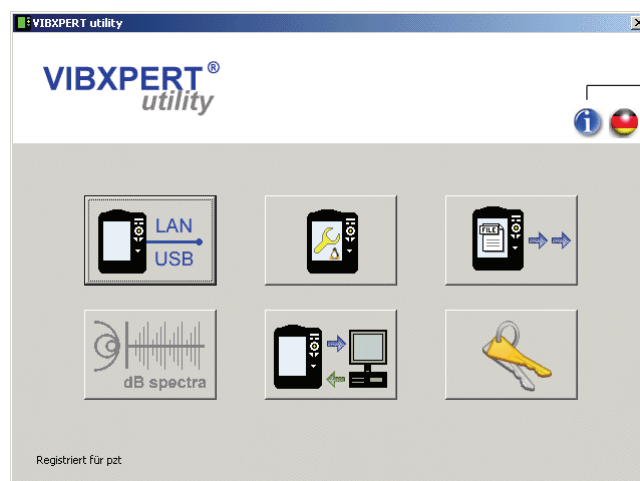 VIBXPERT utility
VIBXPERT®
utility
i
LAN
USB
FILE
dB spectra
Registriert für pzt